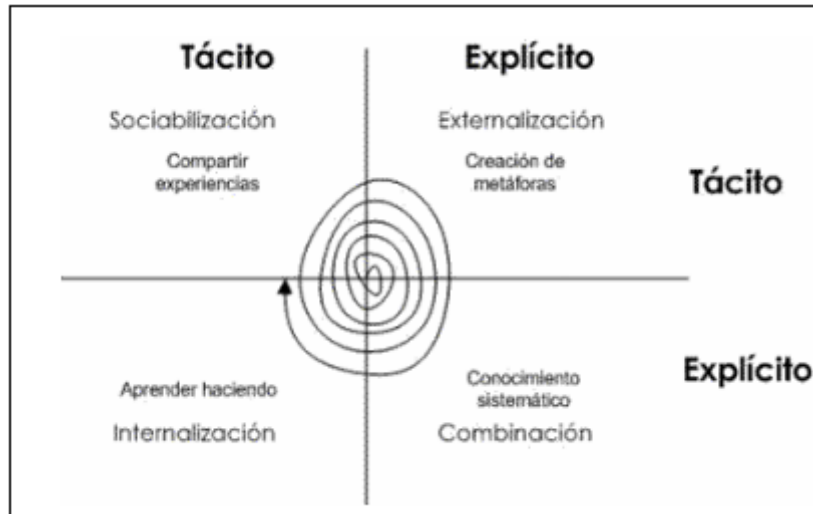 Tácito
Explícito
Sociabilización
Externalización
Compartir
experiencias
Creación de
metáforas
Tácito
Aprender haciendo
Conocimiento
sistemático
Explícito
Internalización
Combinación